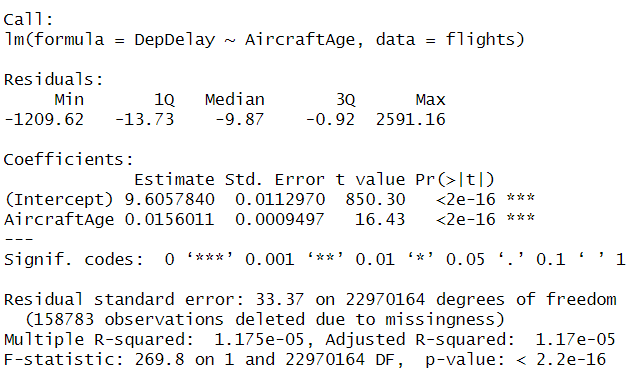 Call:
lm(formula = DepDelay ~ AircraftAge, data = flights)
Residuals:
Min 1Q Median 3Q Max
-1209.62 -13.73 -9.87 -0.92 2591.16
Coefficients:
Estimate Std. Error t value Pr(>|t|)
(Intercept) 9.6057840 0.0112970 850.30 <2e-16 ***
AircraftAge 0.0156011 0.0009497 16.43 <2e-16 ***
---
Signif. codes: 0 ‘***’ 0.001 ‘**’ 0.01 ‘*’ 0.05 ‘.’ 0.1 ‘ ’ 1
Residual standard error: 33.37 on 22970164 degrees of freedom
(158783 observations deleted due to missingness)
Multiple R-squared: 1.175e-05, Adjusted R-squared: 1.17e-05
F-statistic: 269.8 on 1 and 22970164 DF, p-value: < 2.2e-16